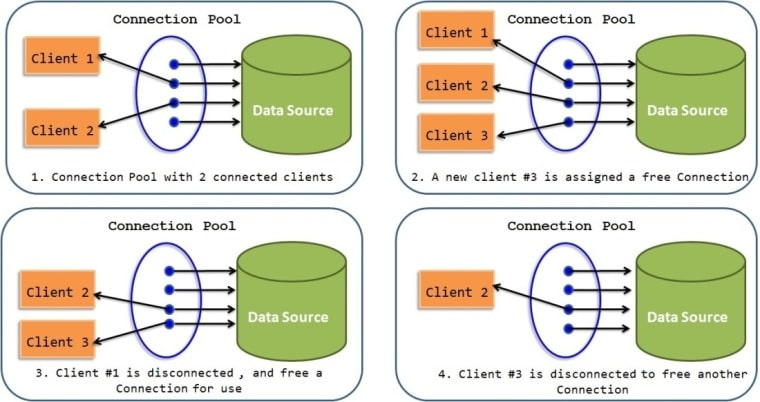 Connection Pool
Client 1
Client 2
Data Source
1. Connection Pool with 2 connected clients
Connection Pool
Client 1
Client 2
Client 3
Data Source
2. A new client #3 is assigned a free Connection
Connection Pool
Client 2
Client 3
Data Source
3. Client #1 is disconnected , and free a
Connection for use
Connection Pool
Client 2
Data Source
4. Client #3 is disconnected to free another
Connection